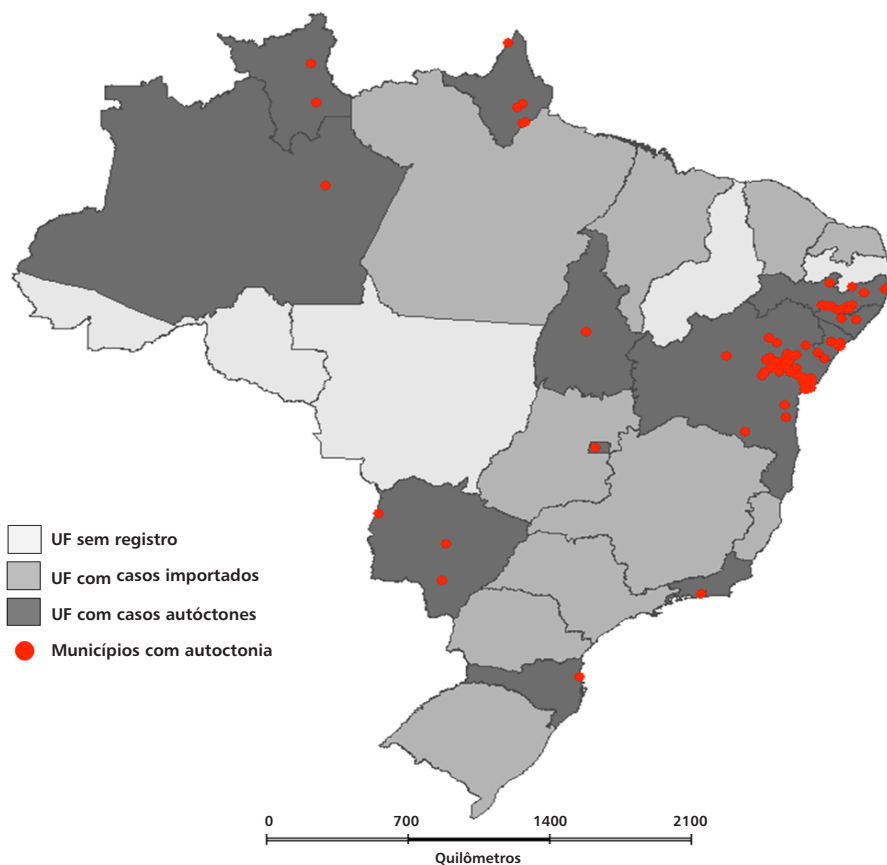 UF sem registro
UF com casos importados
UF com casos autóctones
Municípios com autoctonia
0 700 1400 2100
Quilômetros